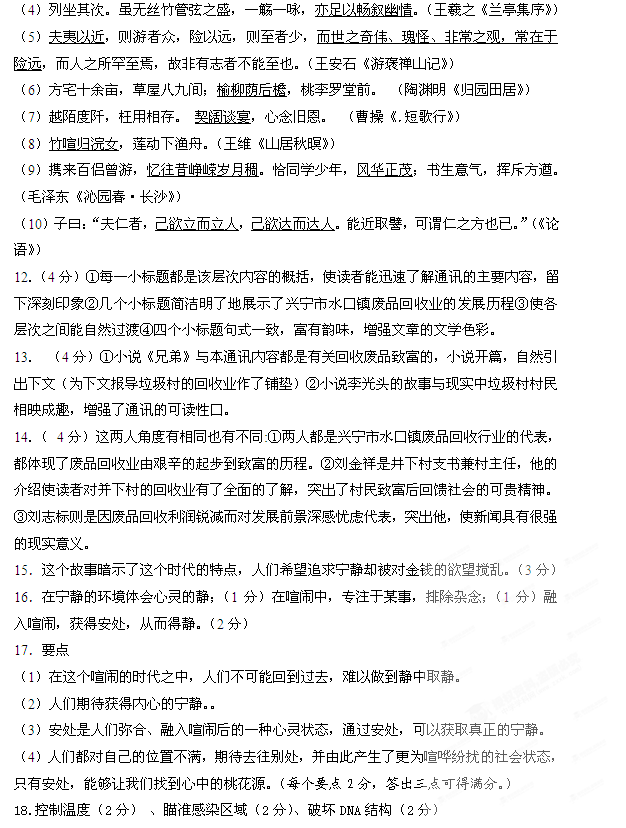 （4）列坐其次。虽无丝竹管弦之盛，一觞一咏，亦足以畅叙幽情。（王羲之《兰亭集序》）
（5）夫夷以近，则游者众，险以远，则至者少，而世之奇伟、瑰怪、非常之观，常在于
险远，而人之所罕至焉，故非有志者不能至也。（王安石《游褒禅山记》）
（6）方宅十余亩，草屋八九间；榆柳荫后檐，桃李罗堂前。 （陶渊明《归园田居》）
（7）越陌度阡，枉用相存。 契阔谈宴，心念旧恩。 （曹操《.短歌行》）
（8）竹喧归浣女，莲动下渔舟。（王维《山居秋暝》）
（9）携来百侣曾游，忆往昔峥嵘岁月稠。恰同学少年，风华正茂；书生意气，挥斥方遒。
（毛泽东《沁园春·长沙》）
（10）子曰：“夫仁者，己欲立而立人，己欲达而达人。能近取譬，可谓仁之方也已。”（《论
语》）
12．（4 分）①每一小标题都是该层次内容的概括，使读者能迅速了解通讯的主要内容，留
下深刻印象②几个小标题简洁明了地展示了兴宁市水口镇废品回收业的发展历程③使各
层次之间能自然过渡④四个小标题句式一致，富有韵味，增强文章的文学色彩。
13． （4 分）①小说《兄弟》与本通讯内容都是有关回收废品致富的，小说开篇，自然引
出下文（为下文报导垃圾村的回收业作了铺垫）②小说李光头的故事与现实中垃圾村村民
相映成趣，增强了通讯的可读性口。
14．（ 4 分）这两人角度有相同也有不同:①两人都是兴宁市水口镇废品回收行业的代表，
都体现了废品回收业由艰辛的起步到致富的历程。②刘金祥是井下村支书兼村主任，他的
介绍使读者对井下村的回收业有了全面的了解，突出了村民致富后回馈社会的可贵精神。
③刘志标则是因废品回收利润锐减而对发展前景深感忧虑代表，突出他，使新闻具有很强
的现实意义。
15．这个故事暗示了这个时代的特点，人们希望追求宁静却被对金钱的欲望搅乱。（3 分）
16．在宁静的环境体会心灵的静；（1 分）在喧闹中，专注于某事，排除杂念；（1 分）融
入喧闹，获得安处，从而得静。（2 分）
17．要点
（1）在这个喧闹的时代之中，人们不可能回到过去，难以做到静中取静。
（2）人们期待获得内心的宁静。。
（3）安处是人们弥合、融入喧闹后的一种心灵状态，通过安处，可以获取真正的宁静。
（4）人们都对自己的位置不满，期待去往别处，并由此产生了更为喧哗纷扰的社会状态，
只有安处，能够让我们找到心中的桃花源。（每个要点 2 分，答出三点可得满分。）
18.控制温度（2 分） 、瞄准感染区域（2 分）、破坏 DNA 结构（2 分）